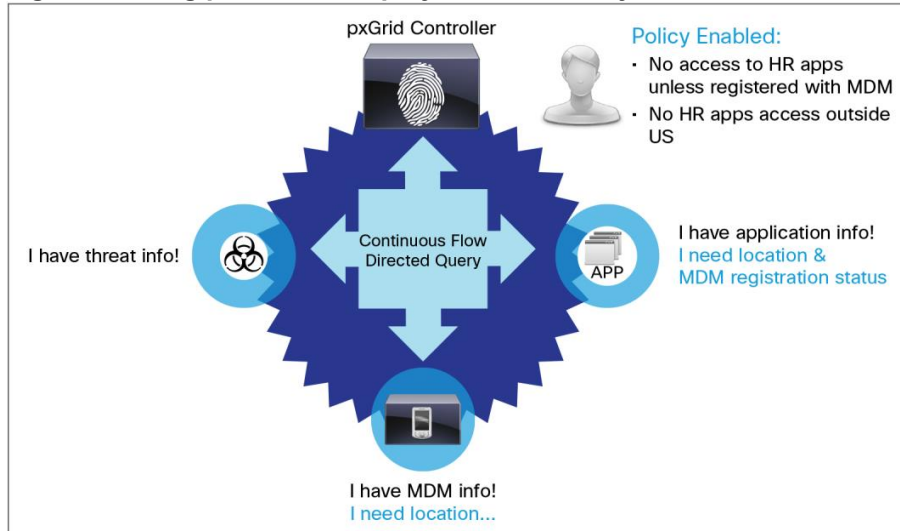 pxGrid Controller
Policy Enabled:
· No access to HR apps
unless registered with MDM
· No HR apps access outside
US
I have threat info!
Continuous Flow
Directed Query
APP
I have application info!
I need location &
MDM registration status
I have MDM info!
I need location...